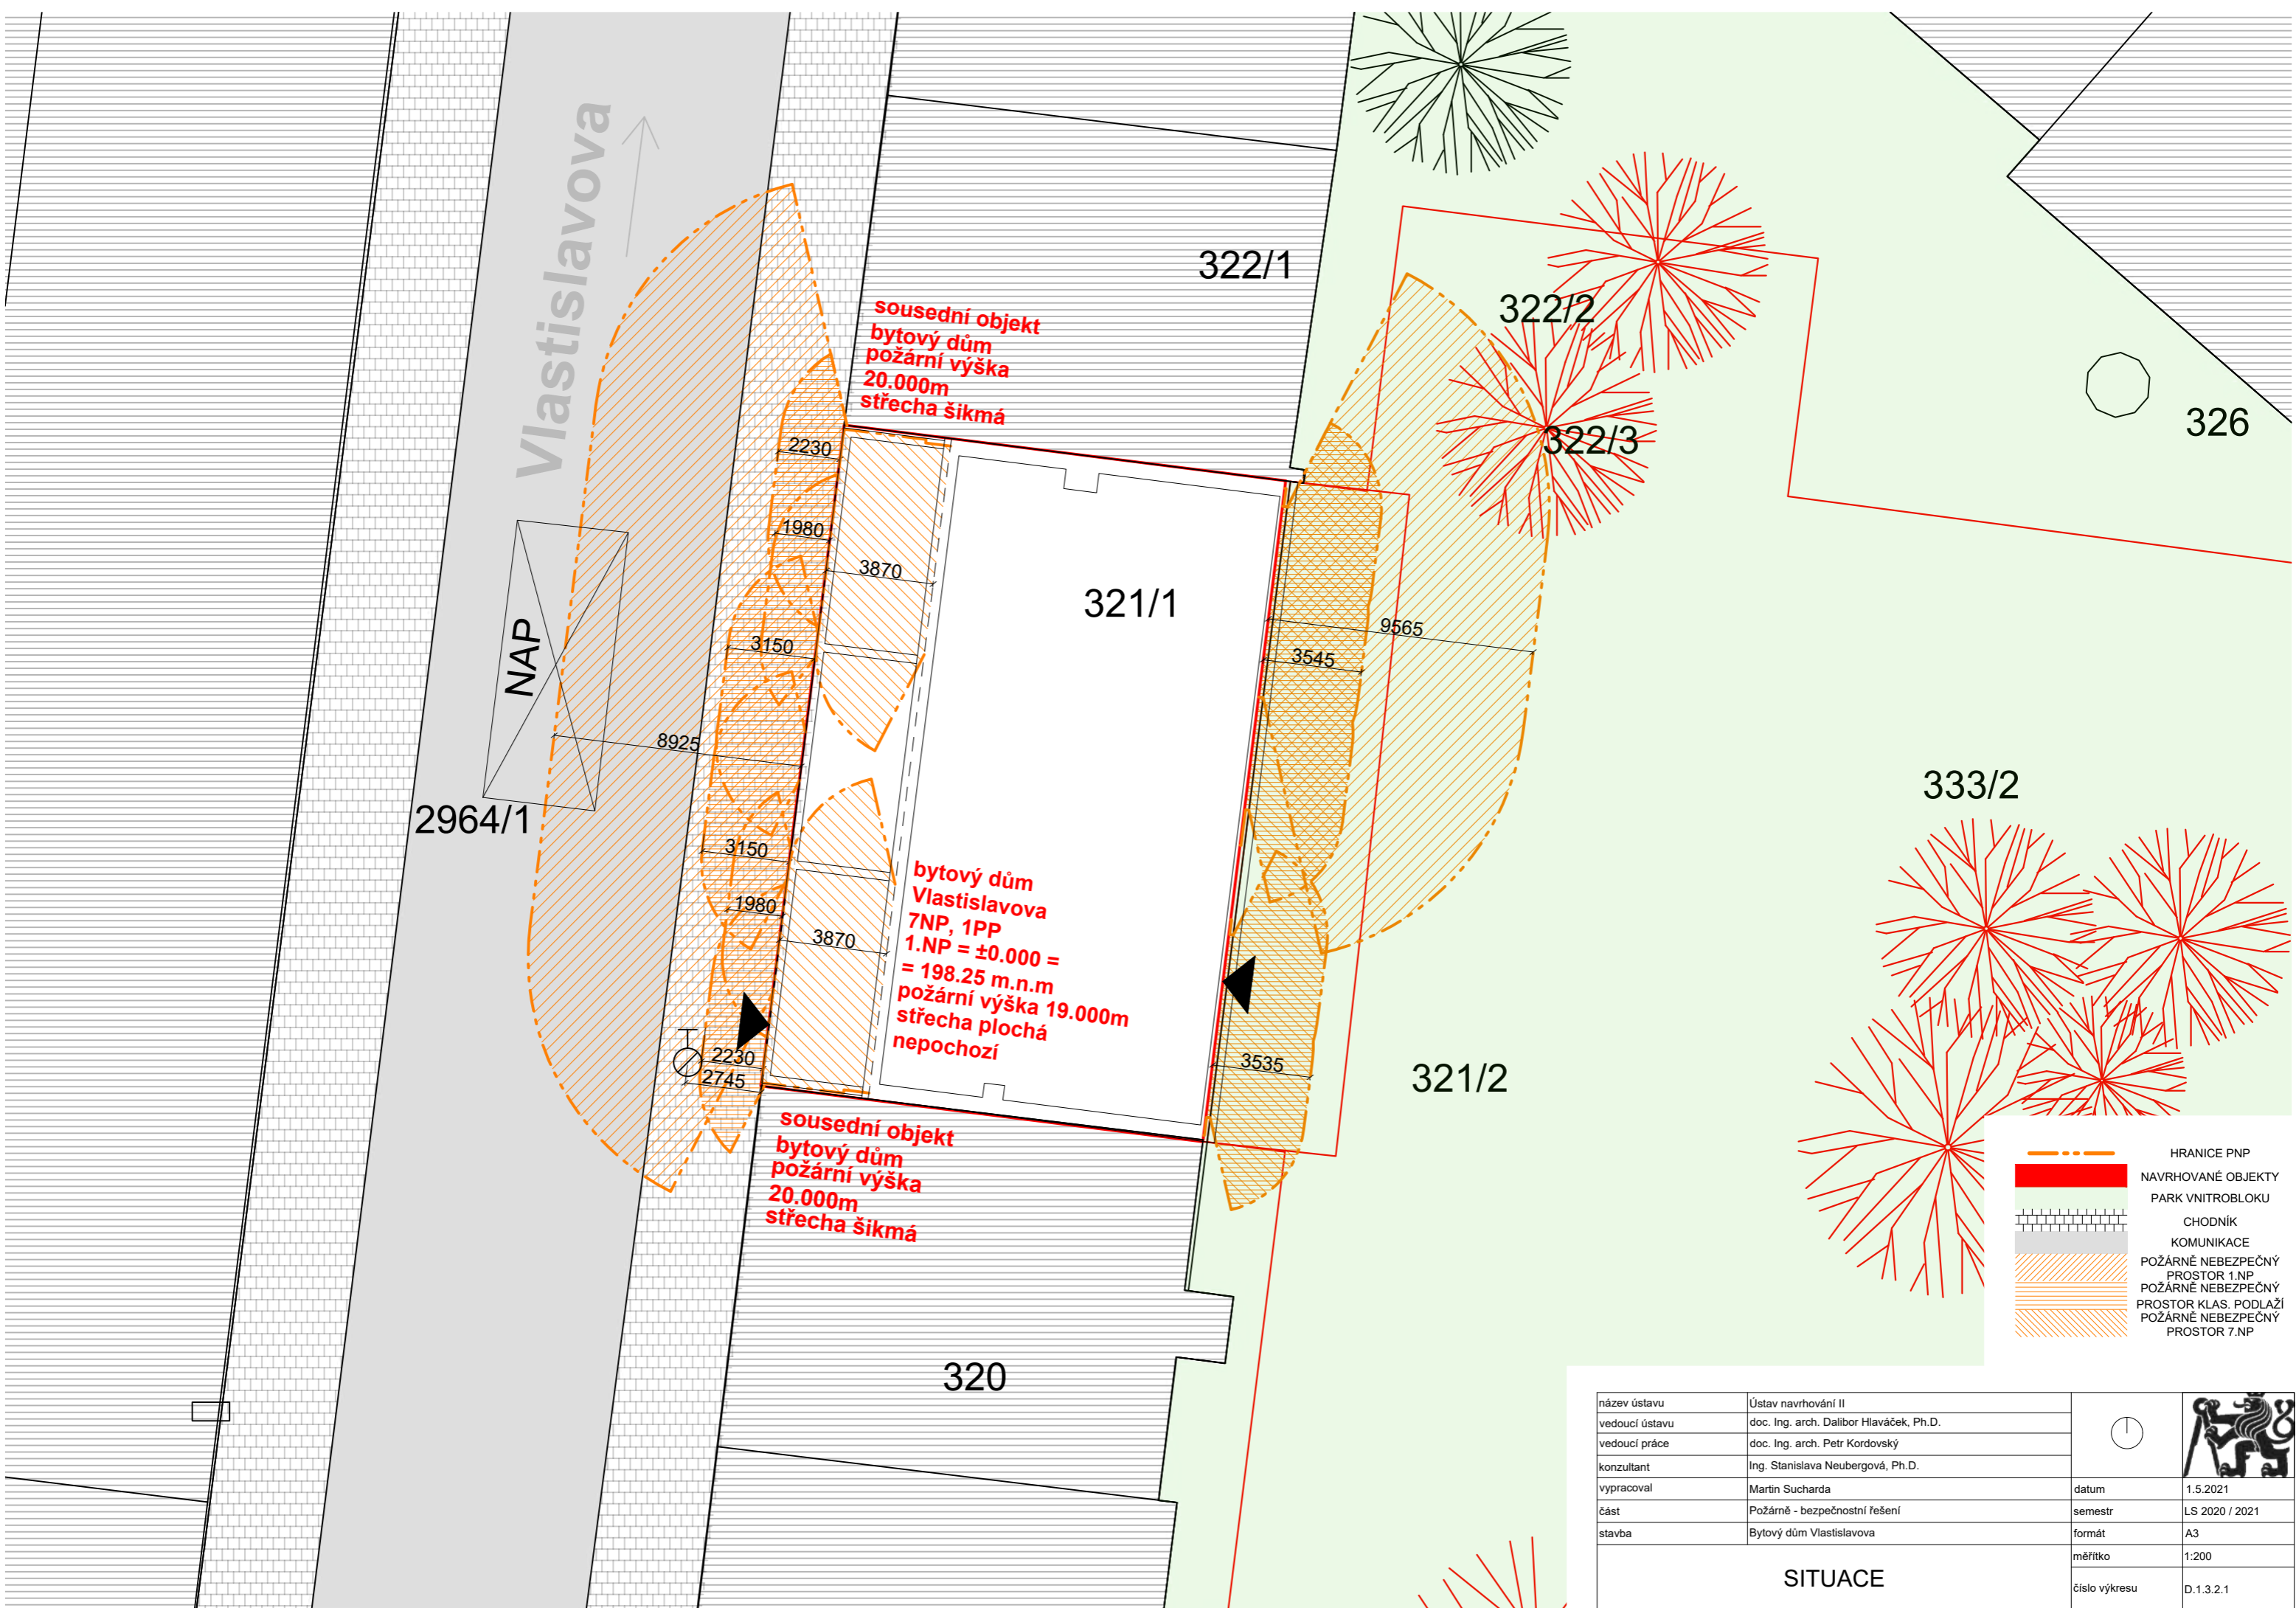 Vlastislavova
322/1
322/2
322/3
326
sousední objekt
bytový dům
požární výška
20.000m
střecha šikmá
2230
1980
3870
3150
321/1
9565
3545
NAP
8925
2964/1
333/2
3150
1980
3870
bytový dům
Vlastislavova
7NP, 1PP
1.NP = ±0.000 =
= 198.25 m.n.m
požární výška 19.000m
střecha plochá
nepochozí
2230
2745
3535
321/2
sousední objekt
bytový dům
požární výška
20.000m
střecha šikmá
320
HRANICE PNP
NAVRHOVANÉ OBJEKTY
PARK VNITROBLOKU
CHODNÍK
KOMUNIKACE
POŽÁRNĚ NEBEZPEČNÝ
PROSTOR 1.NP
POŽÁRNĚ NEBEZPEČNÝ
PROSTOR KLAS. PODLAŽÍ
POŽÁRNĚ NEBEZPEČNÝ
PROSTOR 7.NP
název ústavu Ústav navrhování II
vedoucí ústavu doc. Ing. arch. Dalibor Hlaváček, Ph.D.
vedoucí práce doc. Ing. arch. Petr Kordovský
konzultant Ing. Stanislava Neubergová, Ph.D.
vypracoval Martin Sucharda datum 1.5.2021
část Požárně - bezpečnostní řešení semestr LS 2020 / 2021
stavba Bytový dům Vlastislavova formát A3
měřítko 1:200
SITUACE
číslo výkresu D.1.3.2.1